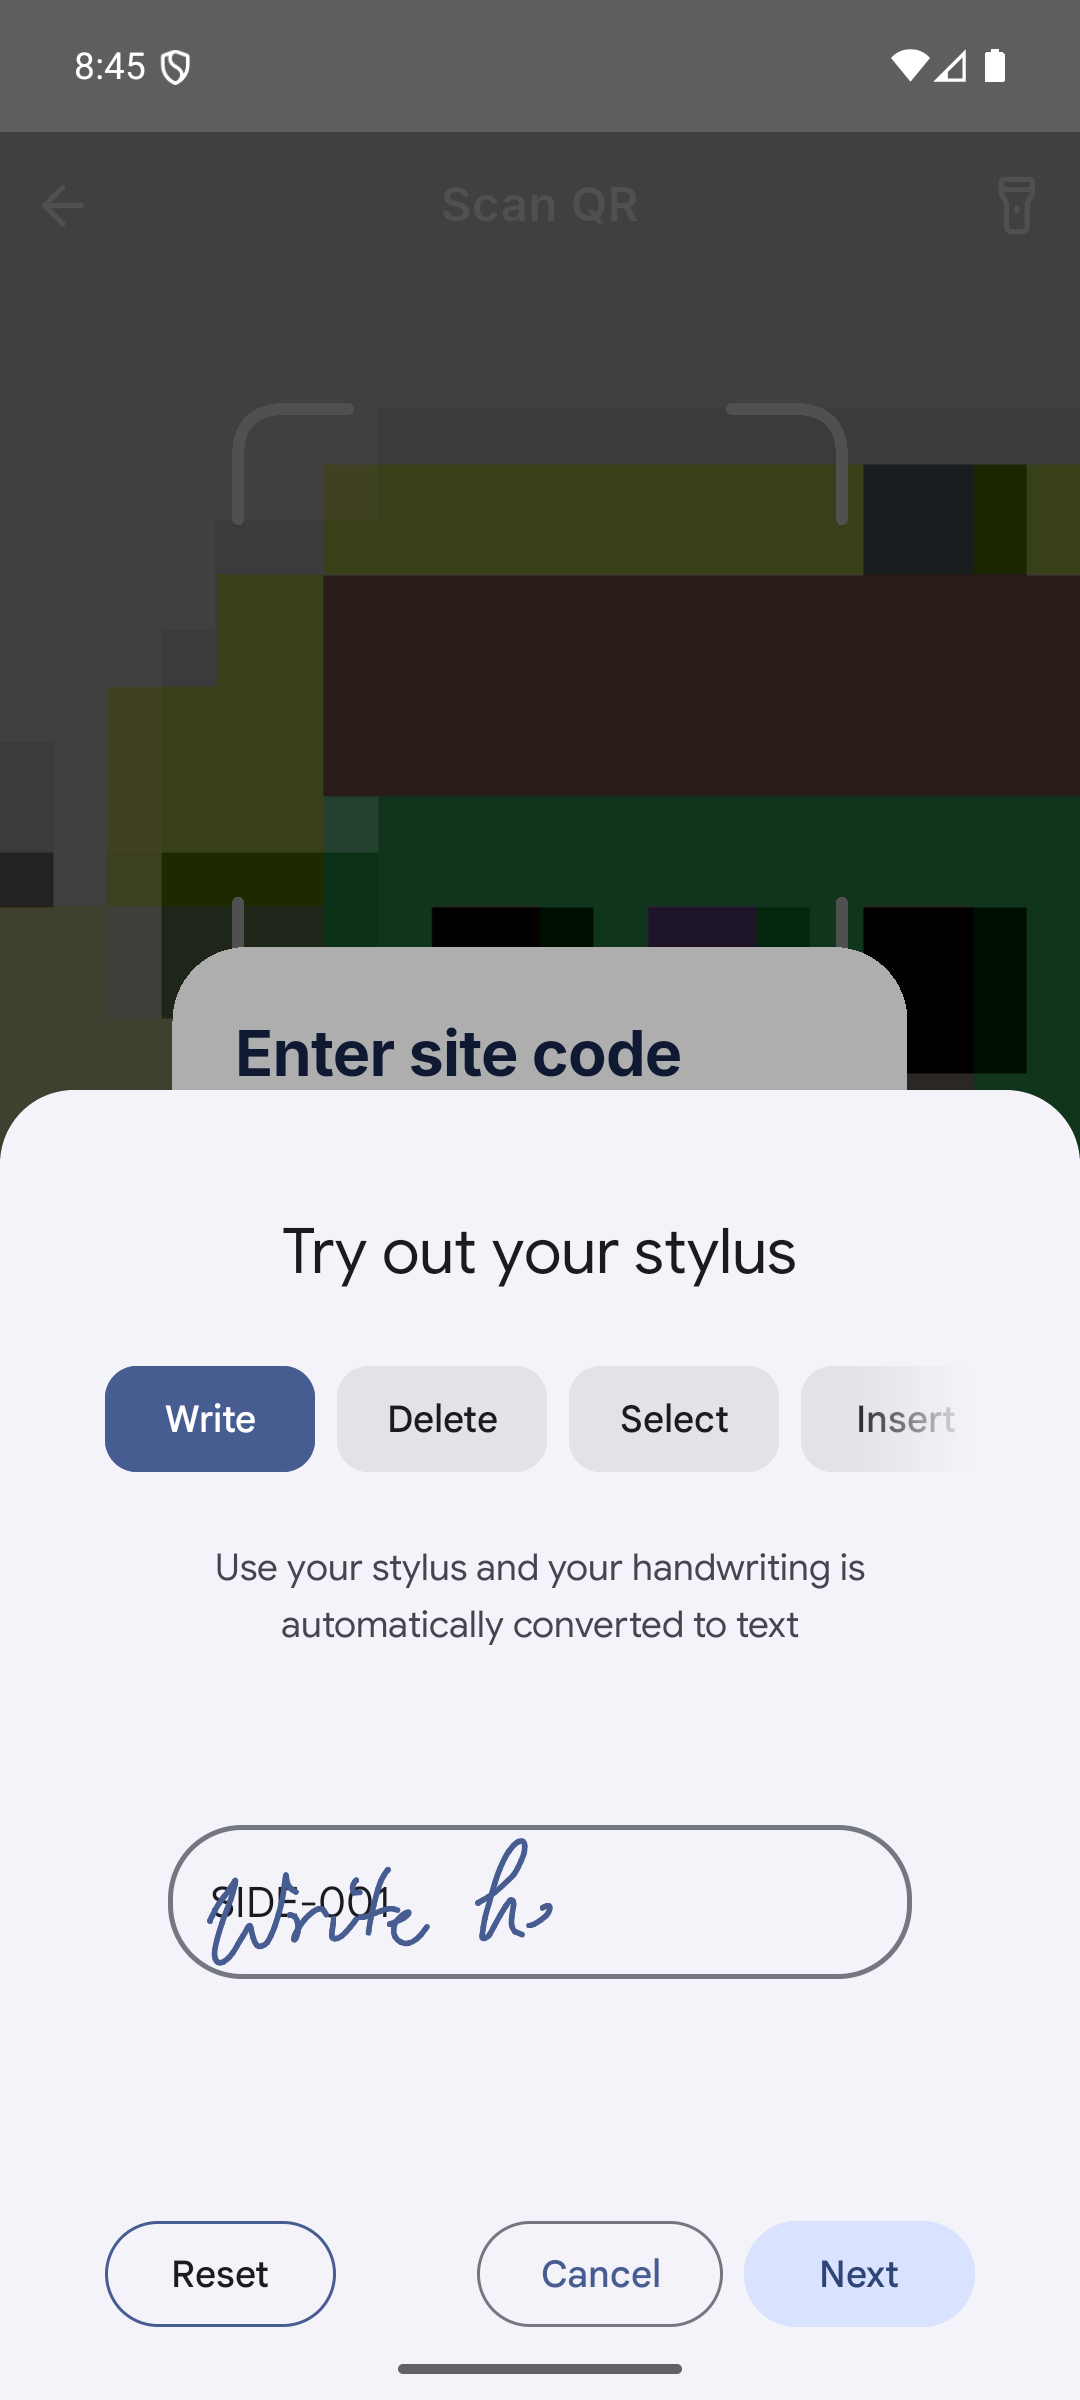 8:45
Scan QR
Enter site code
Try out your stylus
Write Delete Select Insert
Use your stylus and your handwriting is
automatically converted to text
SIDE-001
Write h
Reset Cancel Next